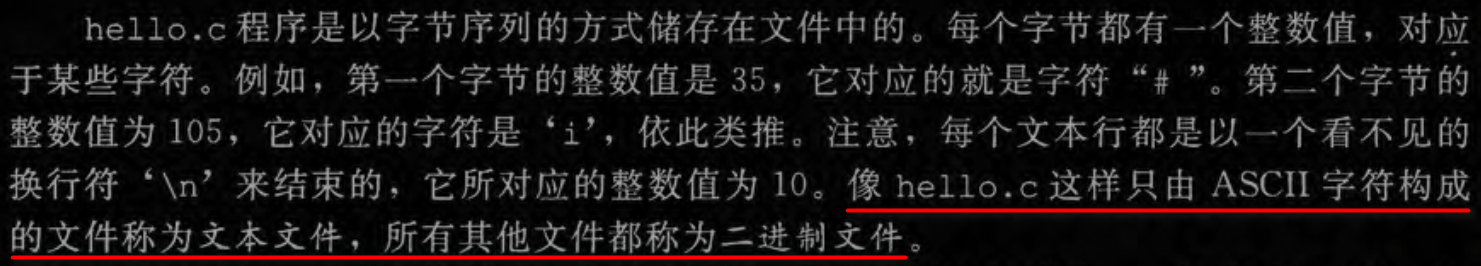 hello.c 程序是以字节序列的方式储存在文件中的。每个字节都有一个整数值，对应
于某些字符。例如，第一个字节的整数值是 35，它对应的就是字符“# ”。第二个字节的
整数值为 105，它对应的字符是‘i’，依此类推。注意，每个文本行都是以一个看不见的
换行符‘\n’来结束的，它所对应的整数值为 10。像 hello.c 这样只由 ASCII 字符构成
的文件称为文本文件，所有其他文件都称为二进制文件。